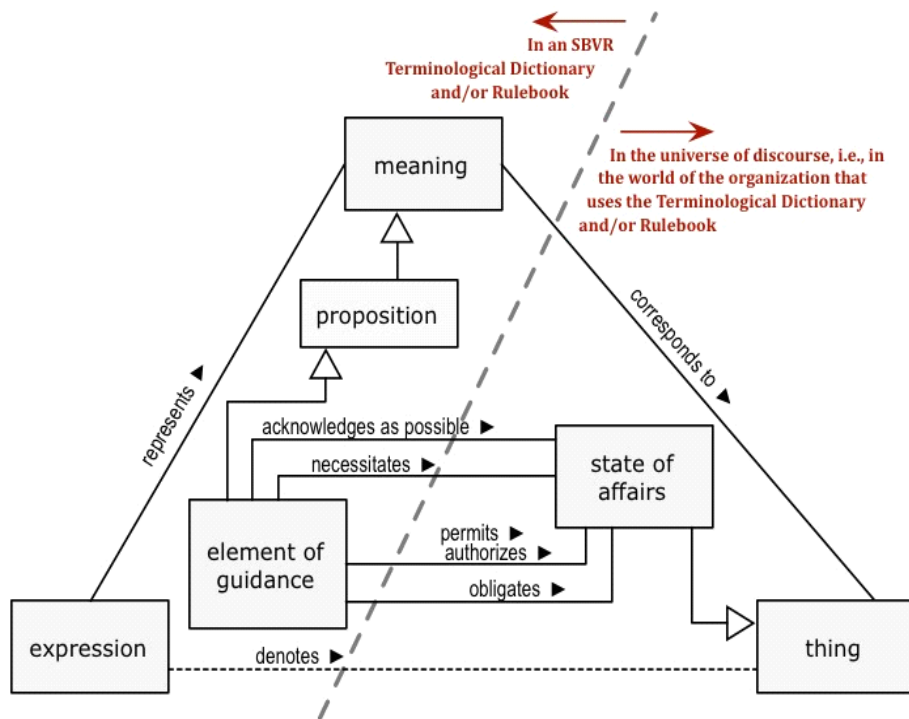 In an SBVR
Terminological Dictionary
and/or Rulebook
In the universe of discourse, i.e., in
the world of the organization that
uses the Terminological Dictionary
and/or Rulebook
meaning
proposition
represents ▶
corresponds to ▶
acknowledges as possible ▶
necessitates ▶
state of
affairs
element of
guidance
permits ▶
authorizes ▶
obligates ▶
expression
denotes ▶
thing